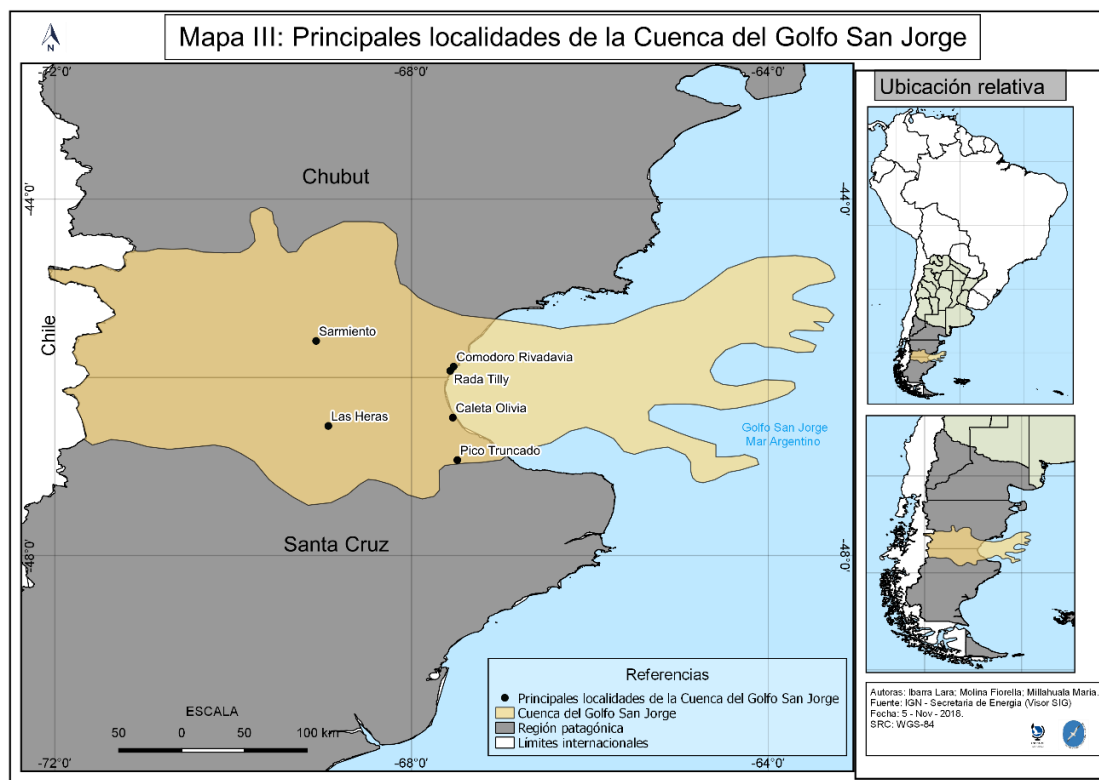 Mapa III: Principales localidades de la Cuenca del Golfo San Jorge
N
-72°0'
-68°0'
-64°0'
Ubicación relativa
Chubut
-44°0'
-44°0'
Chile
Sarmiento
Comodoro Rivadavia
Rada Tilly
Caleta Olivia
Las Heras
Golfo San Jorge
Mar Argentino
Pico Truncado
Santa Cruz
-48°0'
-48°0'
Referencias
Principales localidades de la Cuenca del Golfo San Jorge
Cuenca del Golfo San Jorge
Región patagónica
Límites internacionales
ESCALA
50 0 50 100 km
-72°0'
-68°0'
-64°0'
Autoras: Ibarra Lara; Molina Fiorella; Millahuala Maria.
Fuente: IGN - Secretaria de Energia (Visor SIG)
Fecha: 5 - Nov - 2018.
SRC: WGS-84